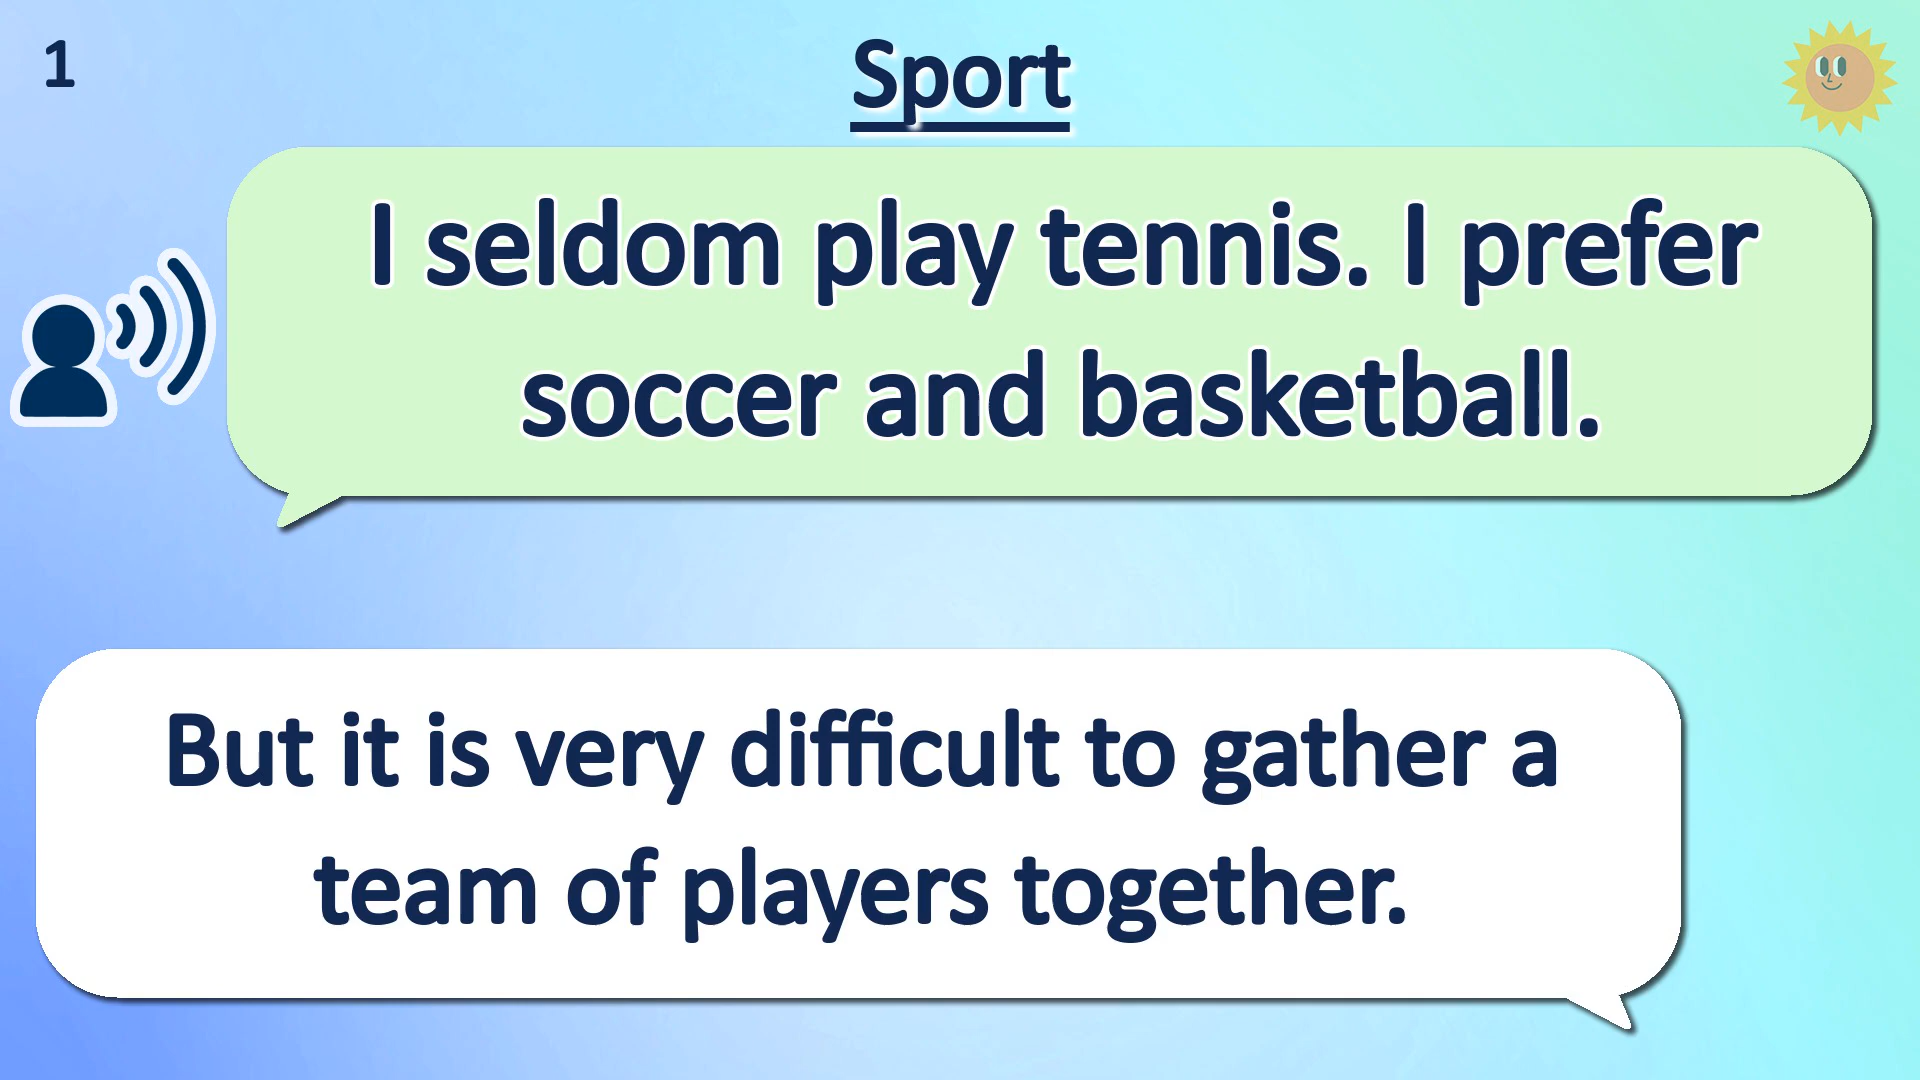 1
Sport
I seldom play tennis. I prefer
soccer and basketball.
But it is very difficult to gather a
team of players together.